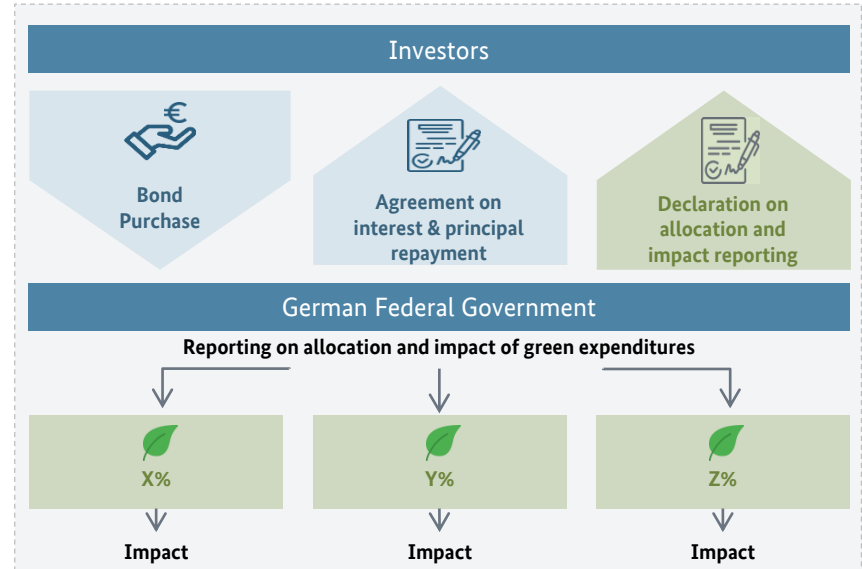 Investors
€
Bond
Purchase
Agreement on
interest & principal
repayment
Declaration on
allocation and
impact reporting
German Federal Government
Reporting on allocation and impact of green expenditures
X%
Y%
Z%
Impact
Impact
Impact